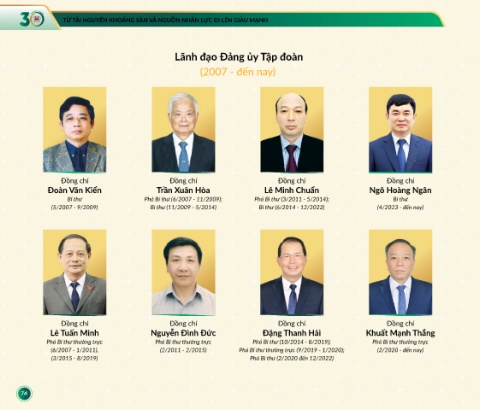 30
TỪ TÀI NGUYÊN KHOÁNG SẢN VÀ NGUỒN NHÂN LỰC ĐI LÊN GIÀU MẠNH
Lãnh đạo Đảng ủy Tập đoàn
(2007 - đến nay)
Đồng chí
Đoàn Văn Kiển
Bí thư
(5/2007 - 9/2009)
Đồng chí
Trần Xuân Hòa
Phó Bí thư (6/2007 - 11/2009);
Bí thư (11/2009 - 5/2014)
Đồng chí
Lê Minh Chuẩn
Phó Bí thư (3/2011 - 5/2014);
Bí thư (6/2014 - 12/2022)
Đồng chí
Ngô Hoàng Ngân
Bí thư
(4/2023 - đến nay)
Đồng chí
Lê Tuấn Minh
Phó Bí thư thường trực
(6/2007 - 1/2011),
(3/2015 - 8/2019)
Đồng chí
Nguyễn Đình Đức
Phó Bí thư thường trực
(2/2011 - 2/2015)
Đồng chí
Đặng Thanh Hải
Phó Bí thư (10/2014 - 8/2019);
Phó Bí thư thường trực (9/2019 - 1/2020);
Phó Bí thư (2/2020 đến 12/2022)
Đồng chí
Khuất Mạnh Thắng
Phó Bí thư thường trực
(2/2020 - đến nay)
74